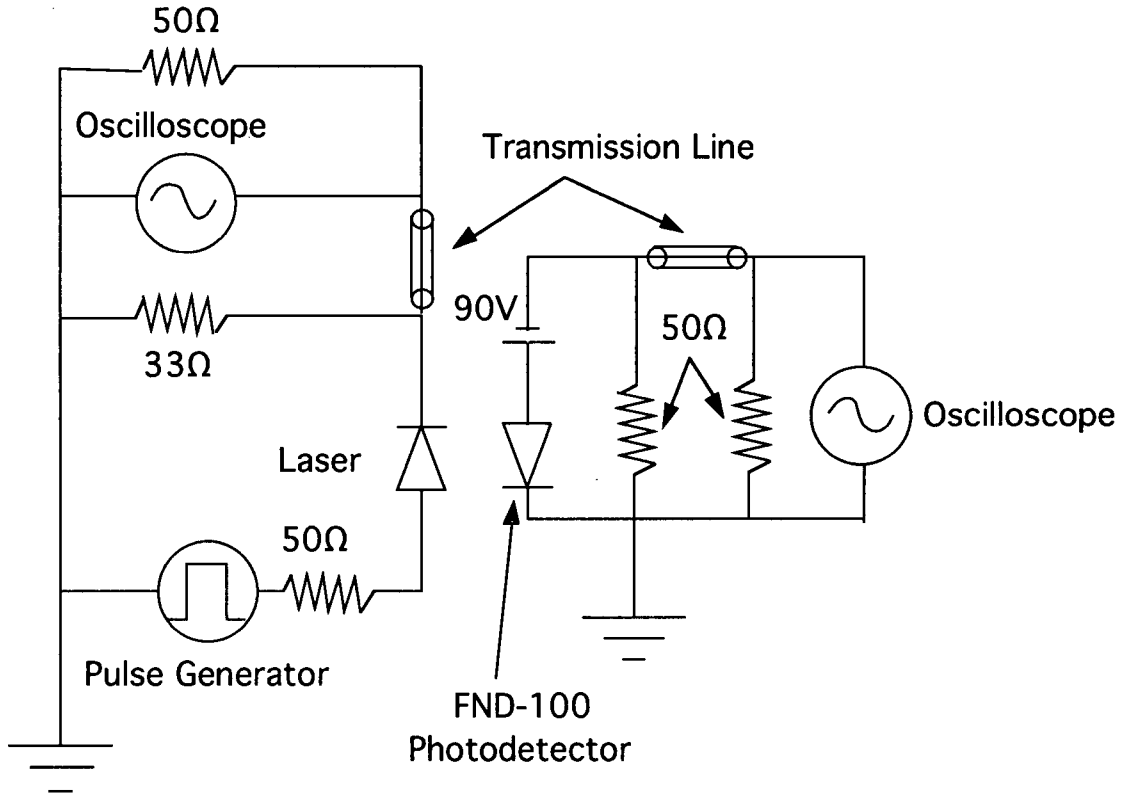 50Ω
Oscilloscope
Transmission Line
33Ω
90V
50Ω
Oscilloscope
Laser
50Ω
Pulse Generator
FND-100
Photodetector